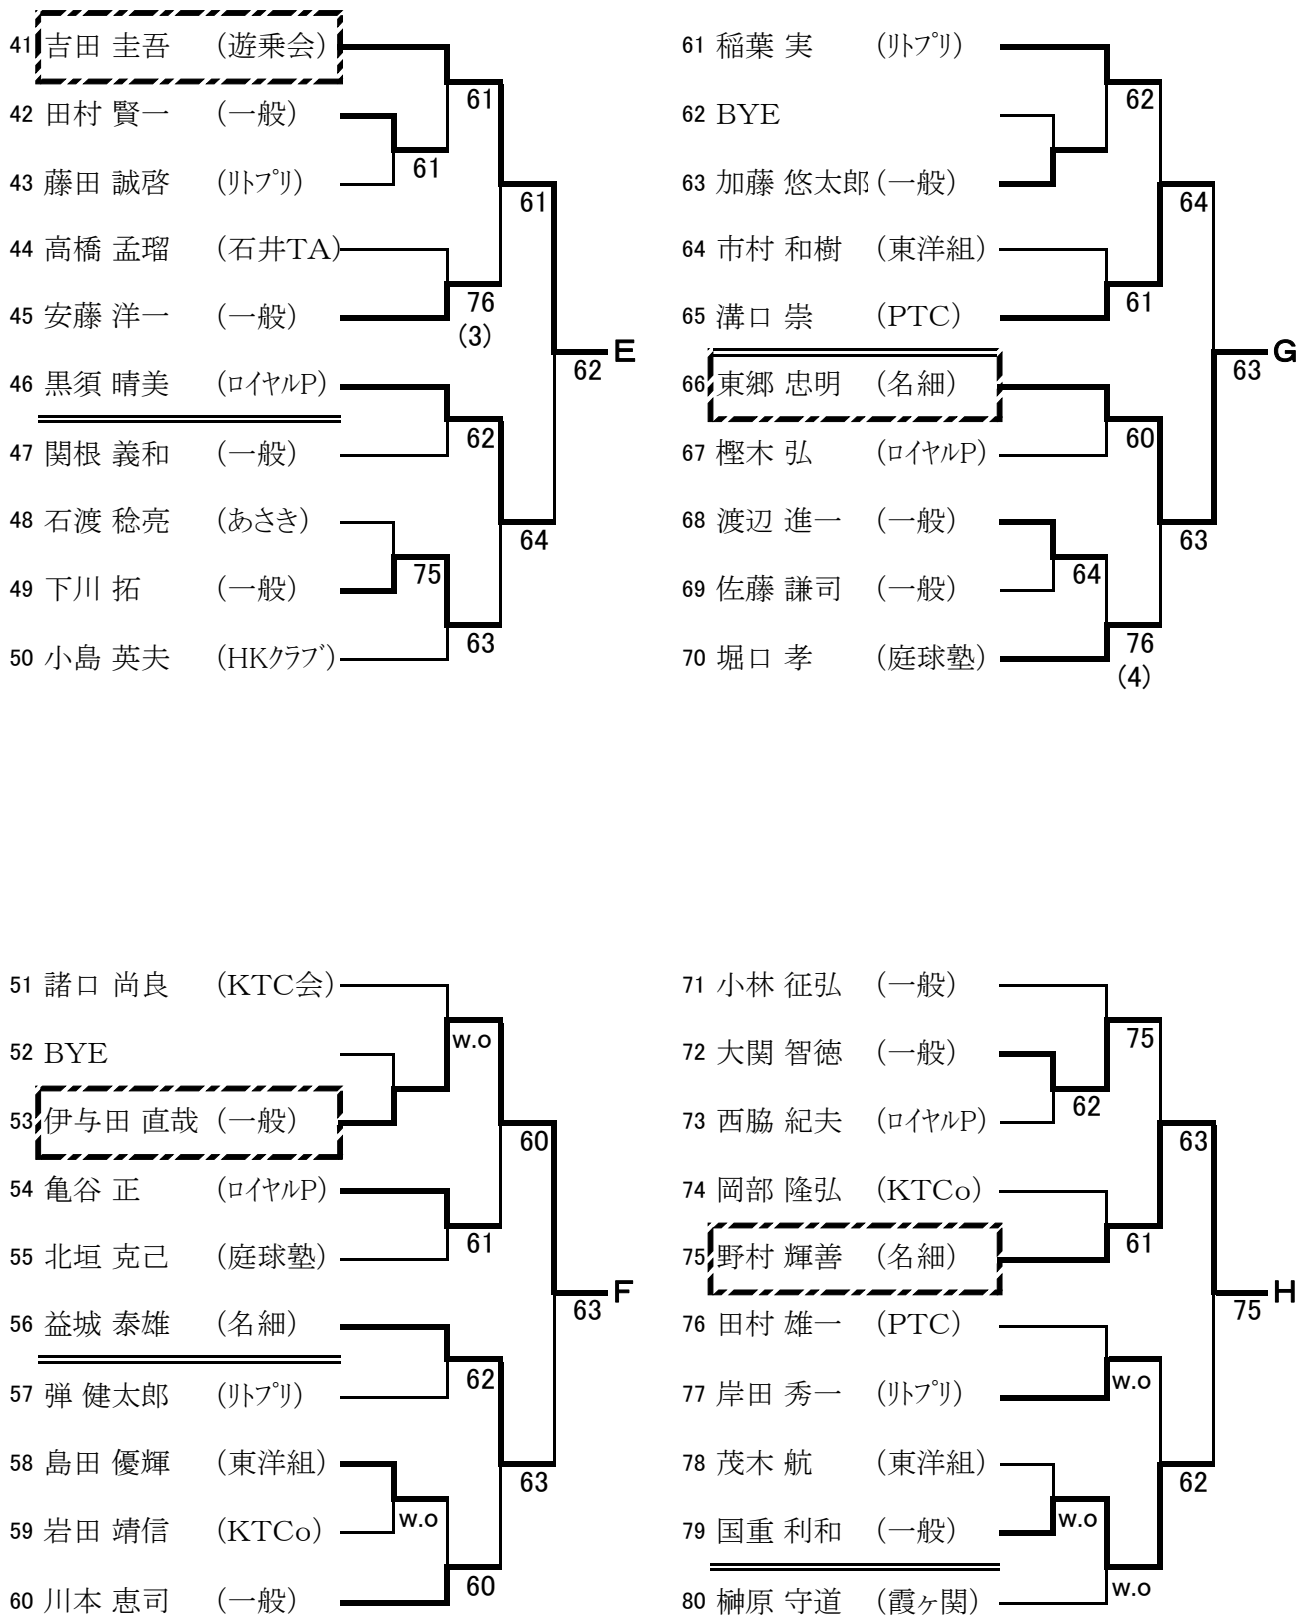 41 吉田 圭吾 (遊乗会)
61
42 田村 賢一 (一般)
61
43 藤田 誠啓 (ﾘﾄﾌﾟﾘ)
61
44 高橋 孟瑠 (石井TA)
76
(3)
45 安藤 洋一 (一般)
62 E
46 黒須 晴美 (ﾛｲﾔﾙP)
62
47 関根 義和 (一般)
48 石渡 稔亮 (あさき)
64
75
49 下川 拓 (一般)
63
50 小島 英夫 (HKｸﾗﾌﾞ)
61 稲葉 実 (ﾘﾄﾌﾟﾘ)
62
62 BYE
63 加藤 悠太郎 (一般)
64
64 市村 和樹 (東洋組)
61
65 溝口 崇 (PTC)
63 G
66 東郷 忠明 (名細)
60
67 樫木 弘 (ﾛｲﾔﾙP)
68 渡辺 進一 (一般)
63
64
69 佐藤 謙司 (一般)
76
(4)
70 堀口 孝 (庭球塾)
51 諸口 尚良 (KTC会)
w.o
52 BYE
53 伊与田 直哉 (一般)
60
54 亀谷 正 (ﾛｲﾔﾙP)
61
55 北垣 克己 (庭球塾)
63 F
56 益城 泰雄 (名細)
62
57 弾 健太郎 (ﾘﾄﾌﾟﾘ)
58 島田 優輝 (東洋組)
63
w.o
59 岩田 靖信 (KTCo)
60
60 川本 恵司 (一般)
71 小林 征弘 (一般)
75
72 大関 智徳 (一般)
62
73 西脇 紀夫 (ﾛｲﾔﾙP)
63
74 岡部 隆弘 (KTCo)
61
75 野村 輝善 (名細)
75 H
76 田村 雄一 (PTC)
w.o
77 岸田 秀一 (ﾘﾄﾌﾟﾘ)
78 茂木 航 (東洋組)
62
w.o
79 国重 利和 (一般)
w.o
80 榊原 守道 (霞ヶ関)